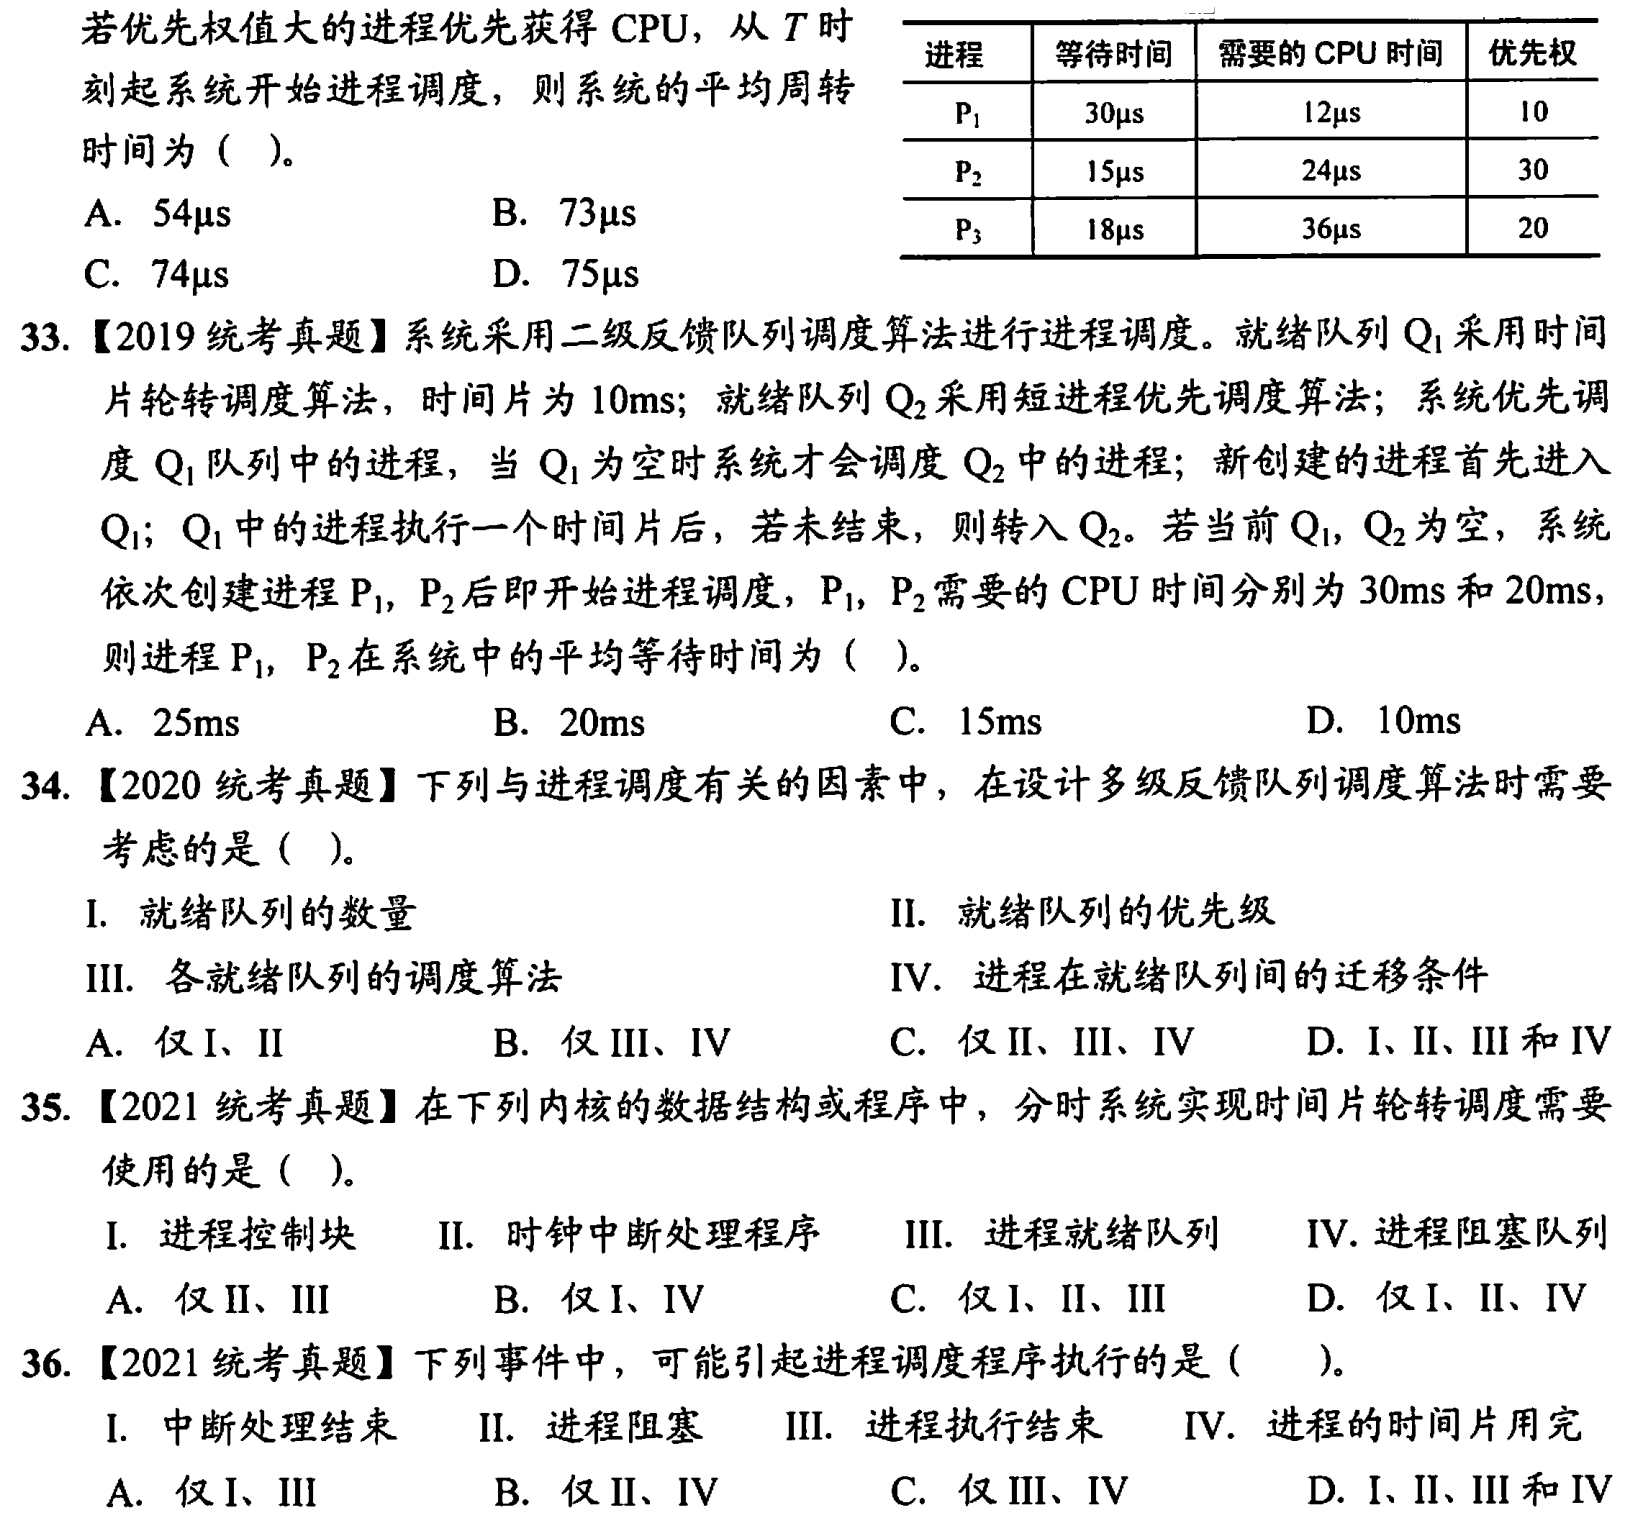 若优先权值大的进程优先获得 CPU，从 T 时
刻起系统开始进程调度，则系统的平均周转
时间为（ ）。
A. 54μs B. 73μs
C. 74μs D. 75μs
进程 等待时间 需要的 CPU 时间 优先权
P₁ 30μs 12μs 10
P₂ 15μs 24μs 30
P₃ 18μs 36μs 20
33.【2019 统考真题】系统采用二级反馈队列调度算法进行进程调度。就绪队列 Q₁ 采用时间
片轮转调度算法，时间片为 10ms；就绪队列 Q₂ 采用短进程优先调度算法；系统优先调
度 Q₁ 队列中的进程，当 Q₁ 为空时系统才会调度 Q₂ 中的进程；新创建的进程首先进入
Q₁；Q₁ 中的进程执行一个时间片后，若未结束，则转入 Q₂。若当前 Q₁，Q₂ 为空，系统
依次创建进程 P₁，P₂ 后即开始进程调度，P₁，P₂ 需要的 CPU 时间分别为 30ms 和 20ms，
则进程 P₁，P₂ 在系统中的平均等待时间为（ ）。
A. 25ms B. 20ms C. 15ms D. 10ms
34.【2020 统考真题】下列与进程调度有关的因素中，在设计多级反馈队列调度算法时需要
考虑的是（ ）。
I. 就绪队列的数量 II. 就绪队列的优先级
III. 各就绪队列的调度算法 IV. 进程在就绪队列间的迁移条件
A. 仅 I、II B. 仅 III、IV C. 仅 II、III、IV D. I、II、III 和 IV
35.【2021 统考真题】在下列内核的数据结构或程序中，分时系统实现时间片轮转调度需要
使用的是（ ）。
I. 进程控制块 II. 时钟中断处理程序 III. 进程就绪队列 IV. 进程阻塞队列
A. 仅 II、III B. 仅 I、IV C. 仅 I、II、III D. 仅 I、II、IV
36.【2021 统考真题】下列事件中，可能引起进程调度程序执行的是（ ）。
I. 中断处理结束 II. 进程阻塞 III. 进程执行结束 IV. 进程的时间片用完
A. 仅 I、III B. 仅 II、IV C. 仅 III、IV D. I、II、III 和 IV